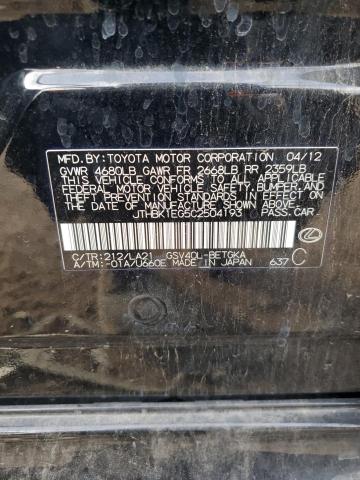 MFD. BY: TOYOTA MOTOR CORPORATION 04/12
GVWR 4680LB GAWR FR 2668LB RR 2359LB
THIS VEHICLE CONFORMS TO ALL APPLICABLE
FEDERAL MOTOR VEHICLE SAFETY, BUMPER, AND
THEFT PREVENTION STANDARDS IN EFFECT ON
THE DATE OF MANUFACTURE SHOWN ABOVE.
JTHBK1EG5C2504193 PASS.CAR
C/TR:212/LA21 GSV40L-BETGKA
A/TM:-01A/U660E MADE IN JAPAN 637 C